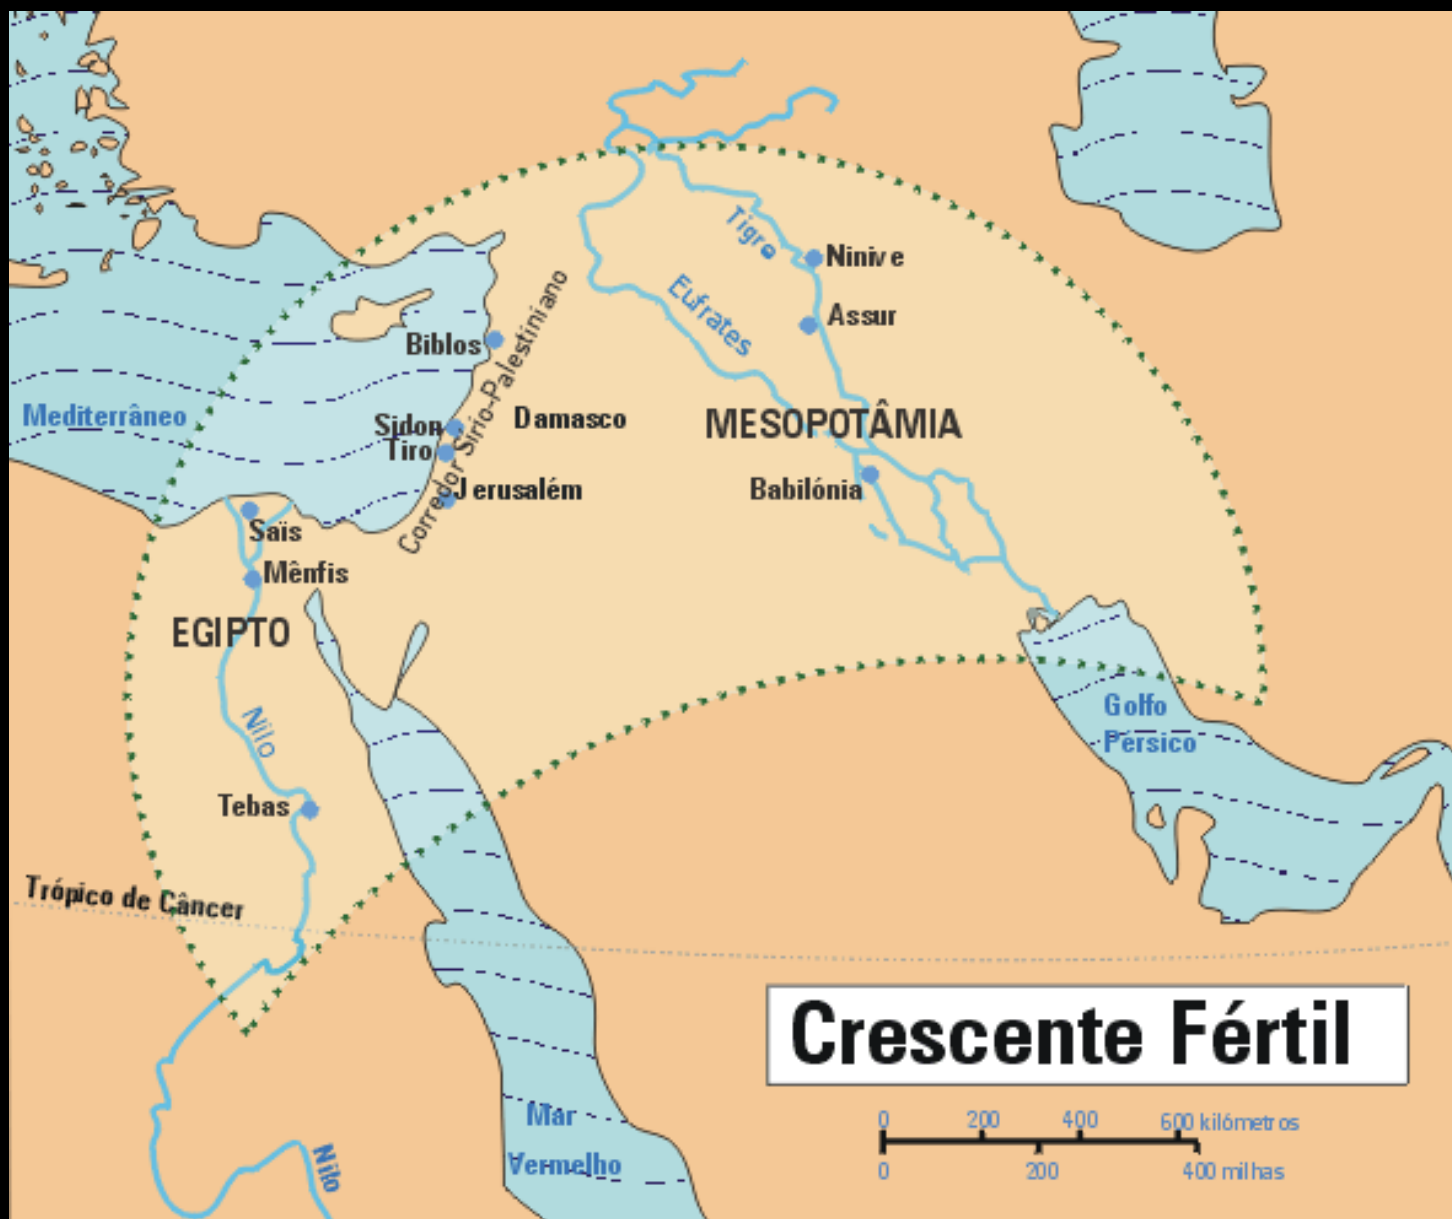 Tigre
Ninive
Eufrates
Assur
Corredor Sírio-Palestiniano
Biblos
Mediterrâneo
Damasco
MESOPOTÂMIA
Sidon
Tiro
Babilónia
Jerusalém
Saïs
Mênfis
EGIPTO
Golfo
Pérsico
Nilo
Tebas
Trópico de Câncer
Crescente Fértil
0 200 400 600 kilómetros
0 200 400 milhas
Mar
Vermelho
Nilo